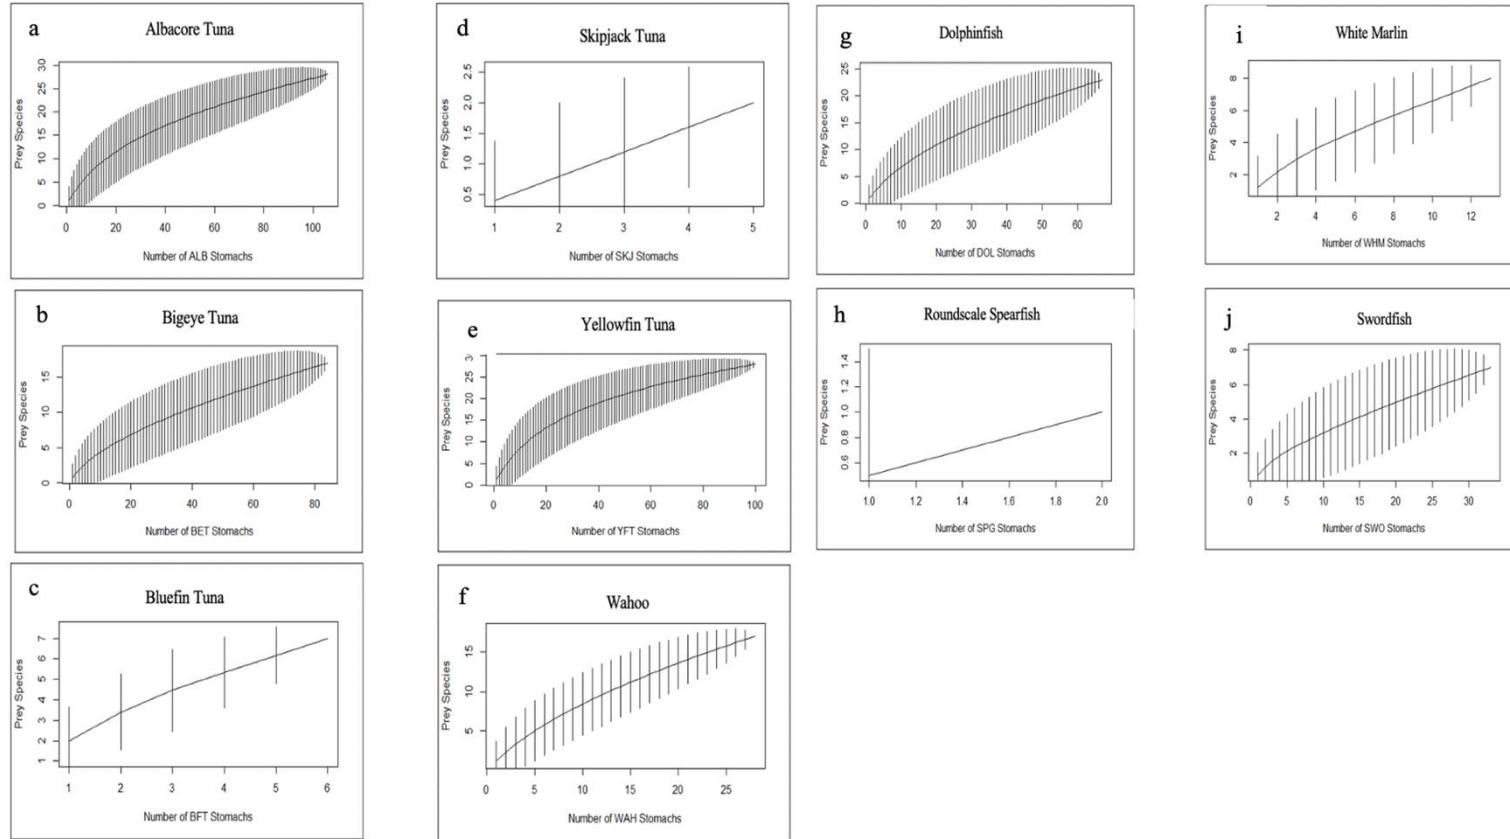 a
Albacore Tuna
Prey Species
0 5 10 15 20 25 30
0 20 40 60 80 100
Number of ALB Stomachs
b
Bigeye Tuna
Prey Species
0 5 10 15
0 20 40 60 80
Number of BET Stomachs
c
Bluefin Tuna
Prey Species
1 2 3 4 5 6 7
1 2 3 4 5 6
Number of BFT Stomachs
d
Skipjack Tuna
Prey Species
0.5 1.0 1.5 2.0 2.5
1 2 3 4 5
Number of SKJ Stomachs
e
Yellowfin Tuna
Prey Species
0 5 10 15 20 25
0 20 40 60 80 100
Number of YFT Stomachs
f
Wahoo
Prey Species
5 10 15
0 5 10 15 20 25
Number of WAH Stomachs
g
Dolphinfish
Prey Species
0 5 10 15 20 25
0 10 20 30 40 50 60
Number of DOL Stomachs
h
Roundscale Spearfish
Prey Species
0.6 0.8 1.0 1.2 1.4
1.0 1.2 1.4 1.6 1.8 2.0
Number of SPG Stomachs
i
White Marlin
Prey Species
2 4 6 8
2 4 6 8 10 12
Number of WHM Stomachs
j
Swordfish
Prey Species
2 4 6 8
0 5 10 15 20 25 30
Number of SWO Stomachs